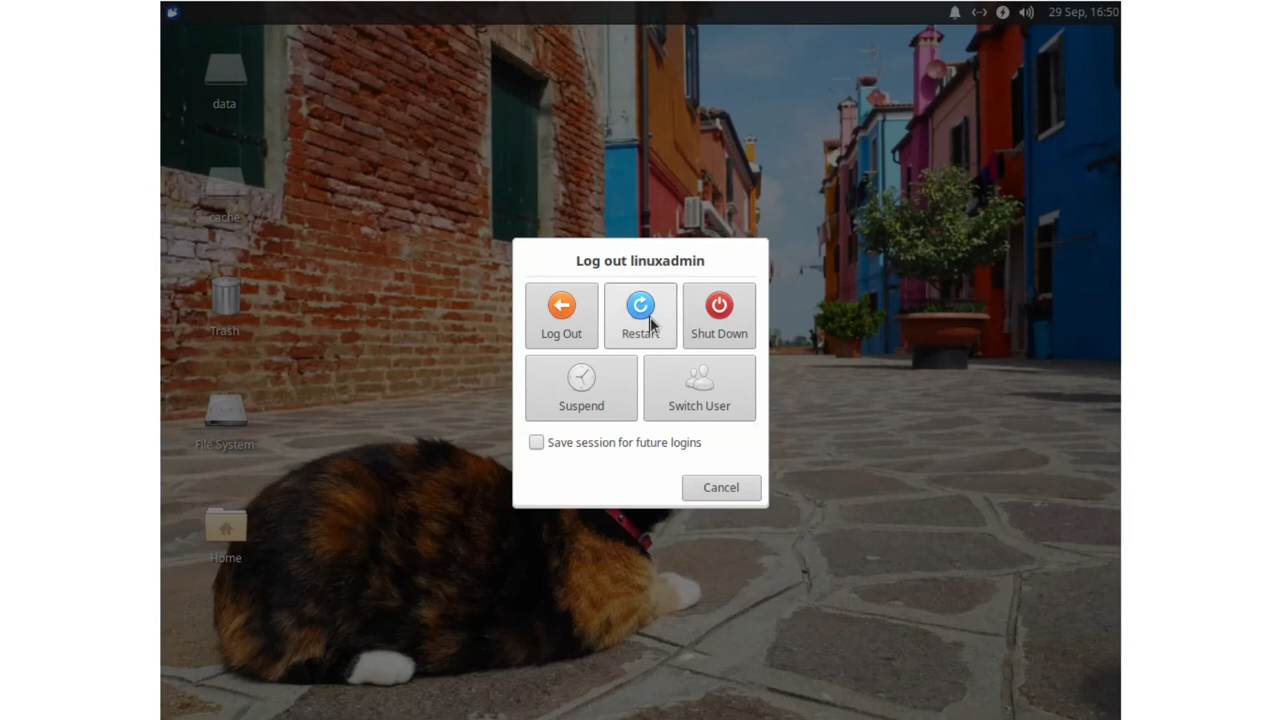 29 Sep, 16:50
data
cache
Trash
File System
Home
Log out linuxadmin
Log Out
Restart
Shut Down
Suspend
Switch User
Save session for future logins
Cancel